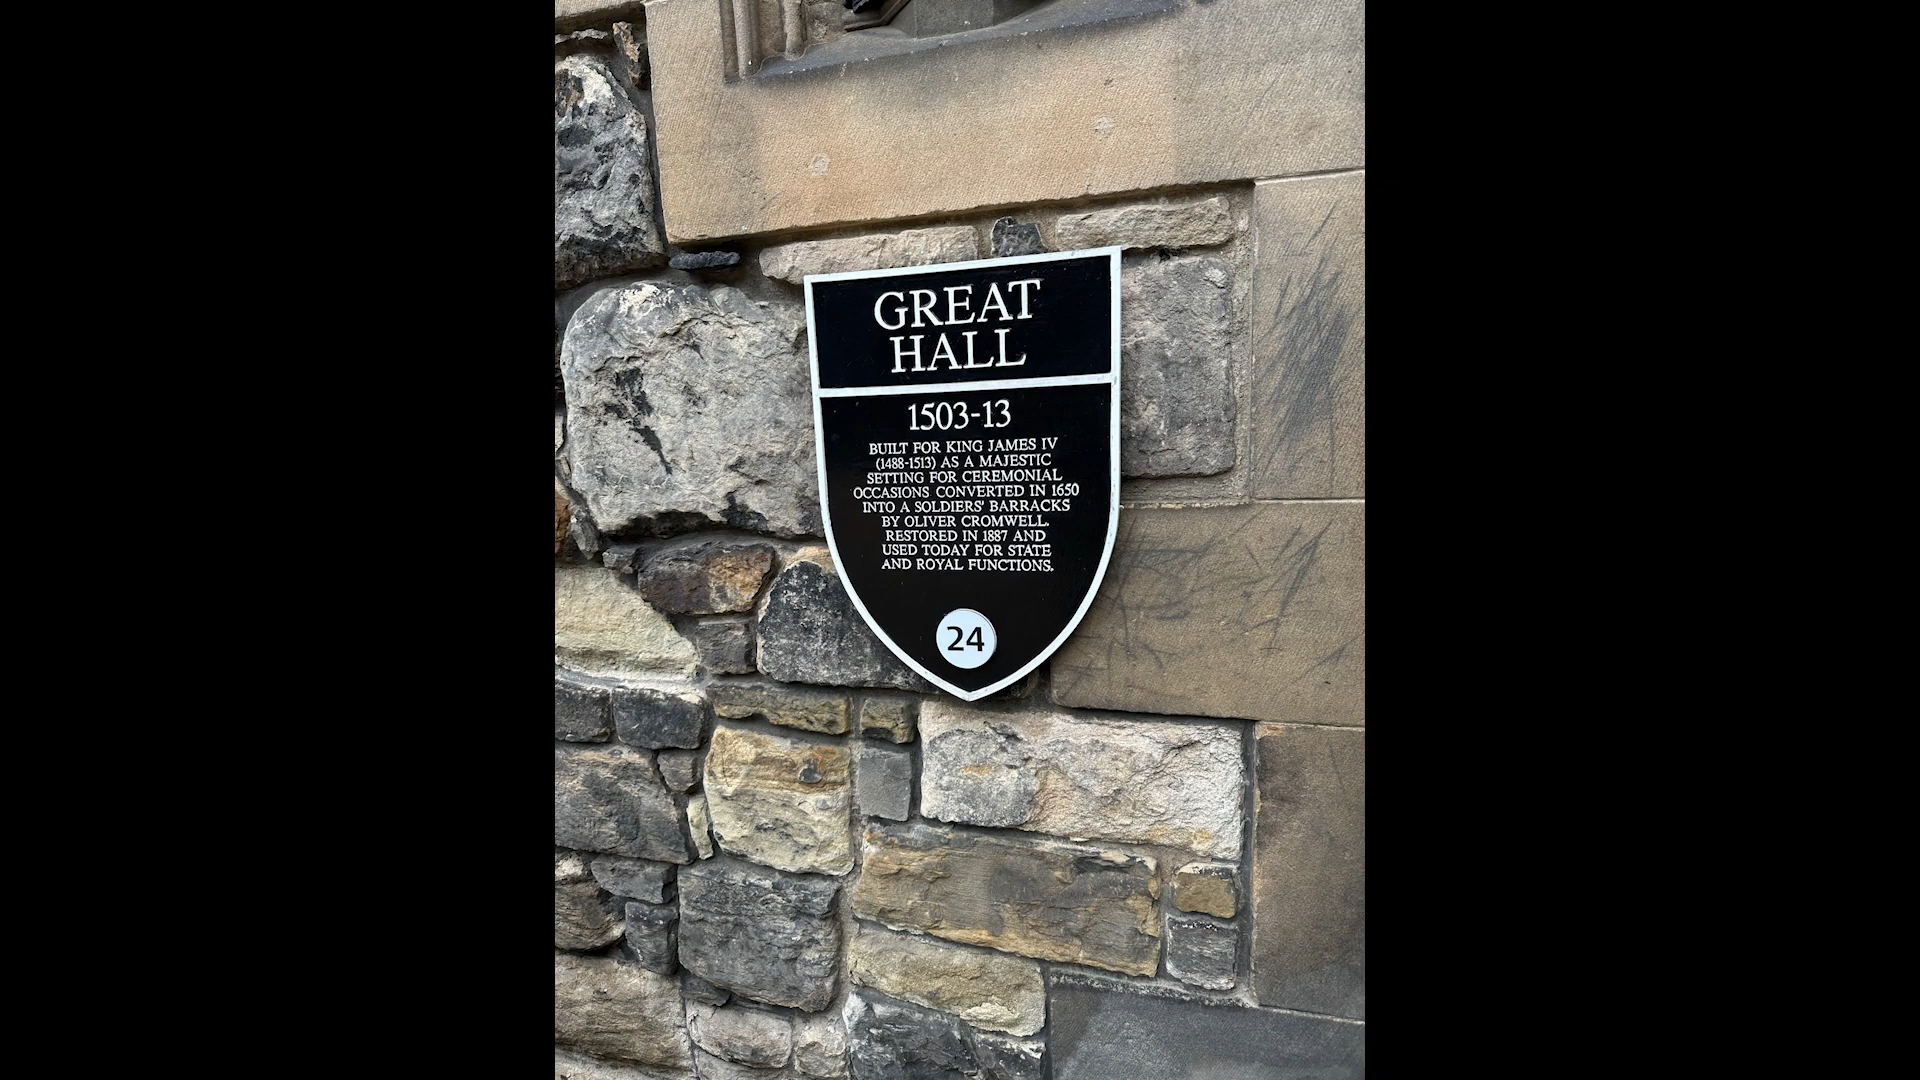 GREAT
HALL
1503-13
BUILT FOR KING JAMES IV
(1488-1513) AS A MAJESTIC
SETTING FOR CEREMONIAL
OCCASIONS CONVERTED IN 1650
INTO A SOLDIERS' BARRACKS
BY OLIVER CROMWELL.
RESTORED IN 1887 AND
USED TODAY FOR STATE
AND ROYAL FUNCTIONS.
24